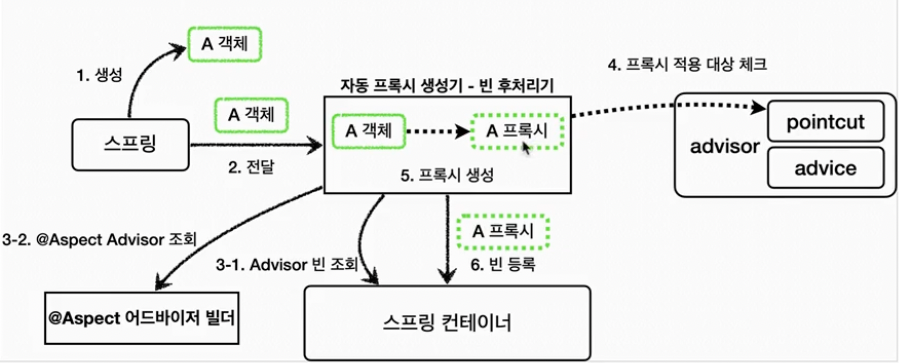 A 객체
1. 생성
자동 프록시 생성기 - 빈 후처리기
4. 프록시 적용 대상 체크
A 객체
A 객체
A 프록시
pointcut
스프링
advisor
advice
2. 전달
5. 프록시 생성
3-2. @Aspect Advisor 조회
A 프록시
3-1. Advisor 빈 조회
6. 빈 등록
@Aspect 어드바이저 빌더
스프링 컨테이너